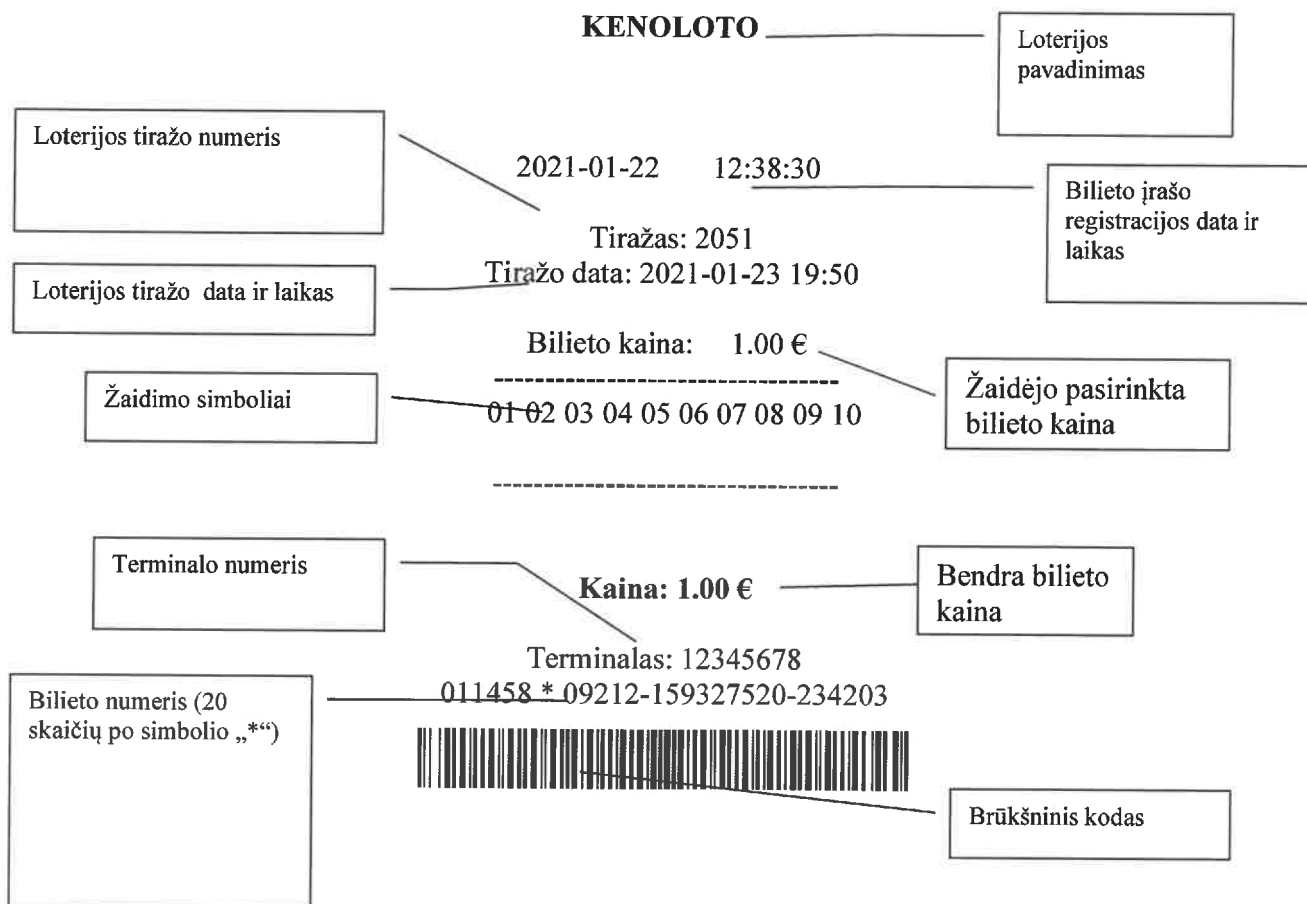 KENOLOTO
Loterijos
pavadinimas
Loterijos tiražo numeris
2021-01-22 12:38:30
Bilieto įrašo
registracijos data ir
laikas
Tiražas: 2051
Tiražo data: 2021-01-23 19:50
Loterijos tiražo data ir laikas
Bilieto kaina: 1.00 €
Žaidėjo pasirinkta
bilieto kaina
----------------------------------
Žaidimo simboliai
01 02 03 04 05 06 07 08 09 10
----------------------------------
Terminalo numeris
Kaina: 1.00 €
Bendra bilieto
kaina
Terminalas: 12345678
011458 * 09212-159327520-234203
Bilieto numeris (20
skaičių po simbolio „*“)
Brūkšninis kodas